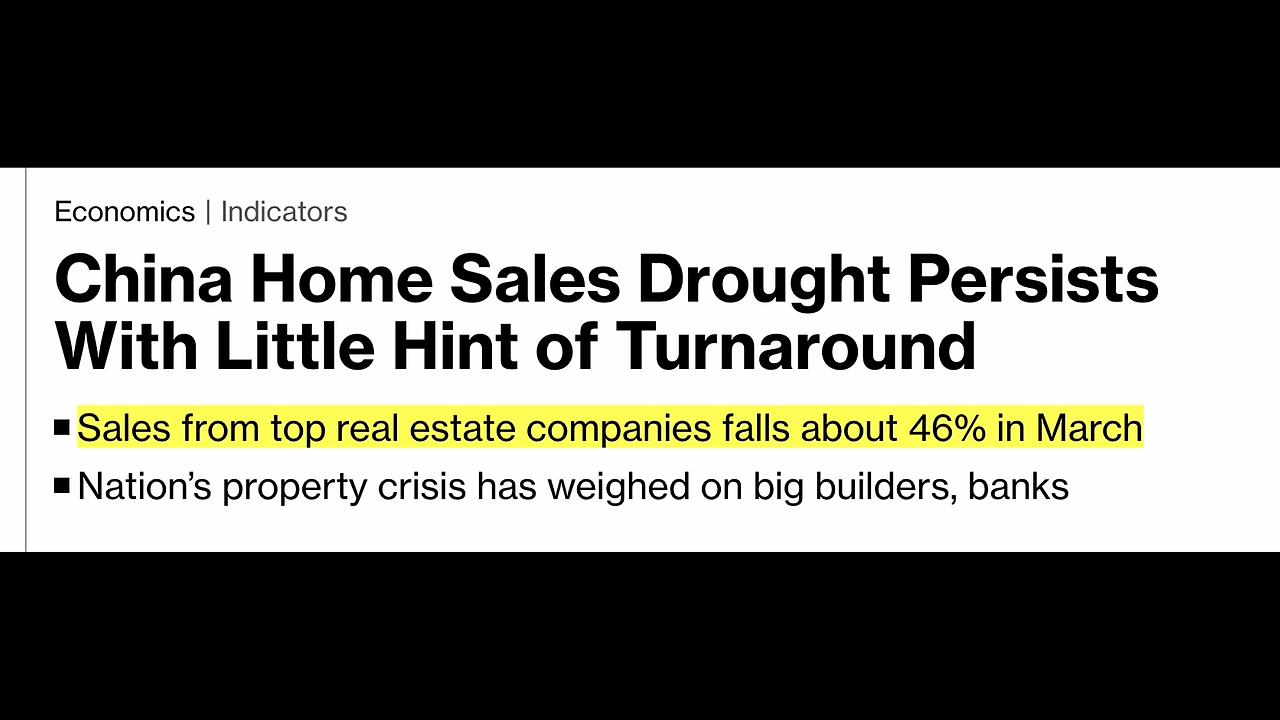 Economics | Indicators
China Home Sales Drought Persists
With Little Hint of Turnaround
■ Sales from top real estate companies falls about 46% in March
■ Nation’s property crisis has weighed on big builders, banks